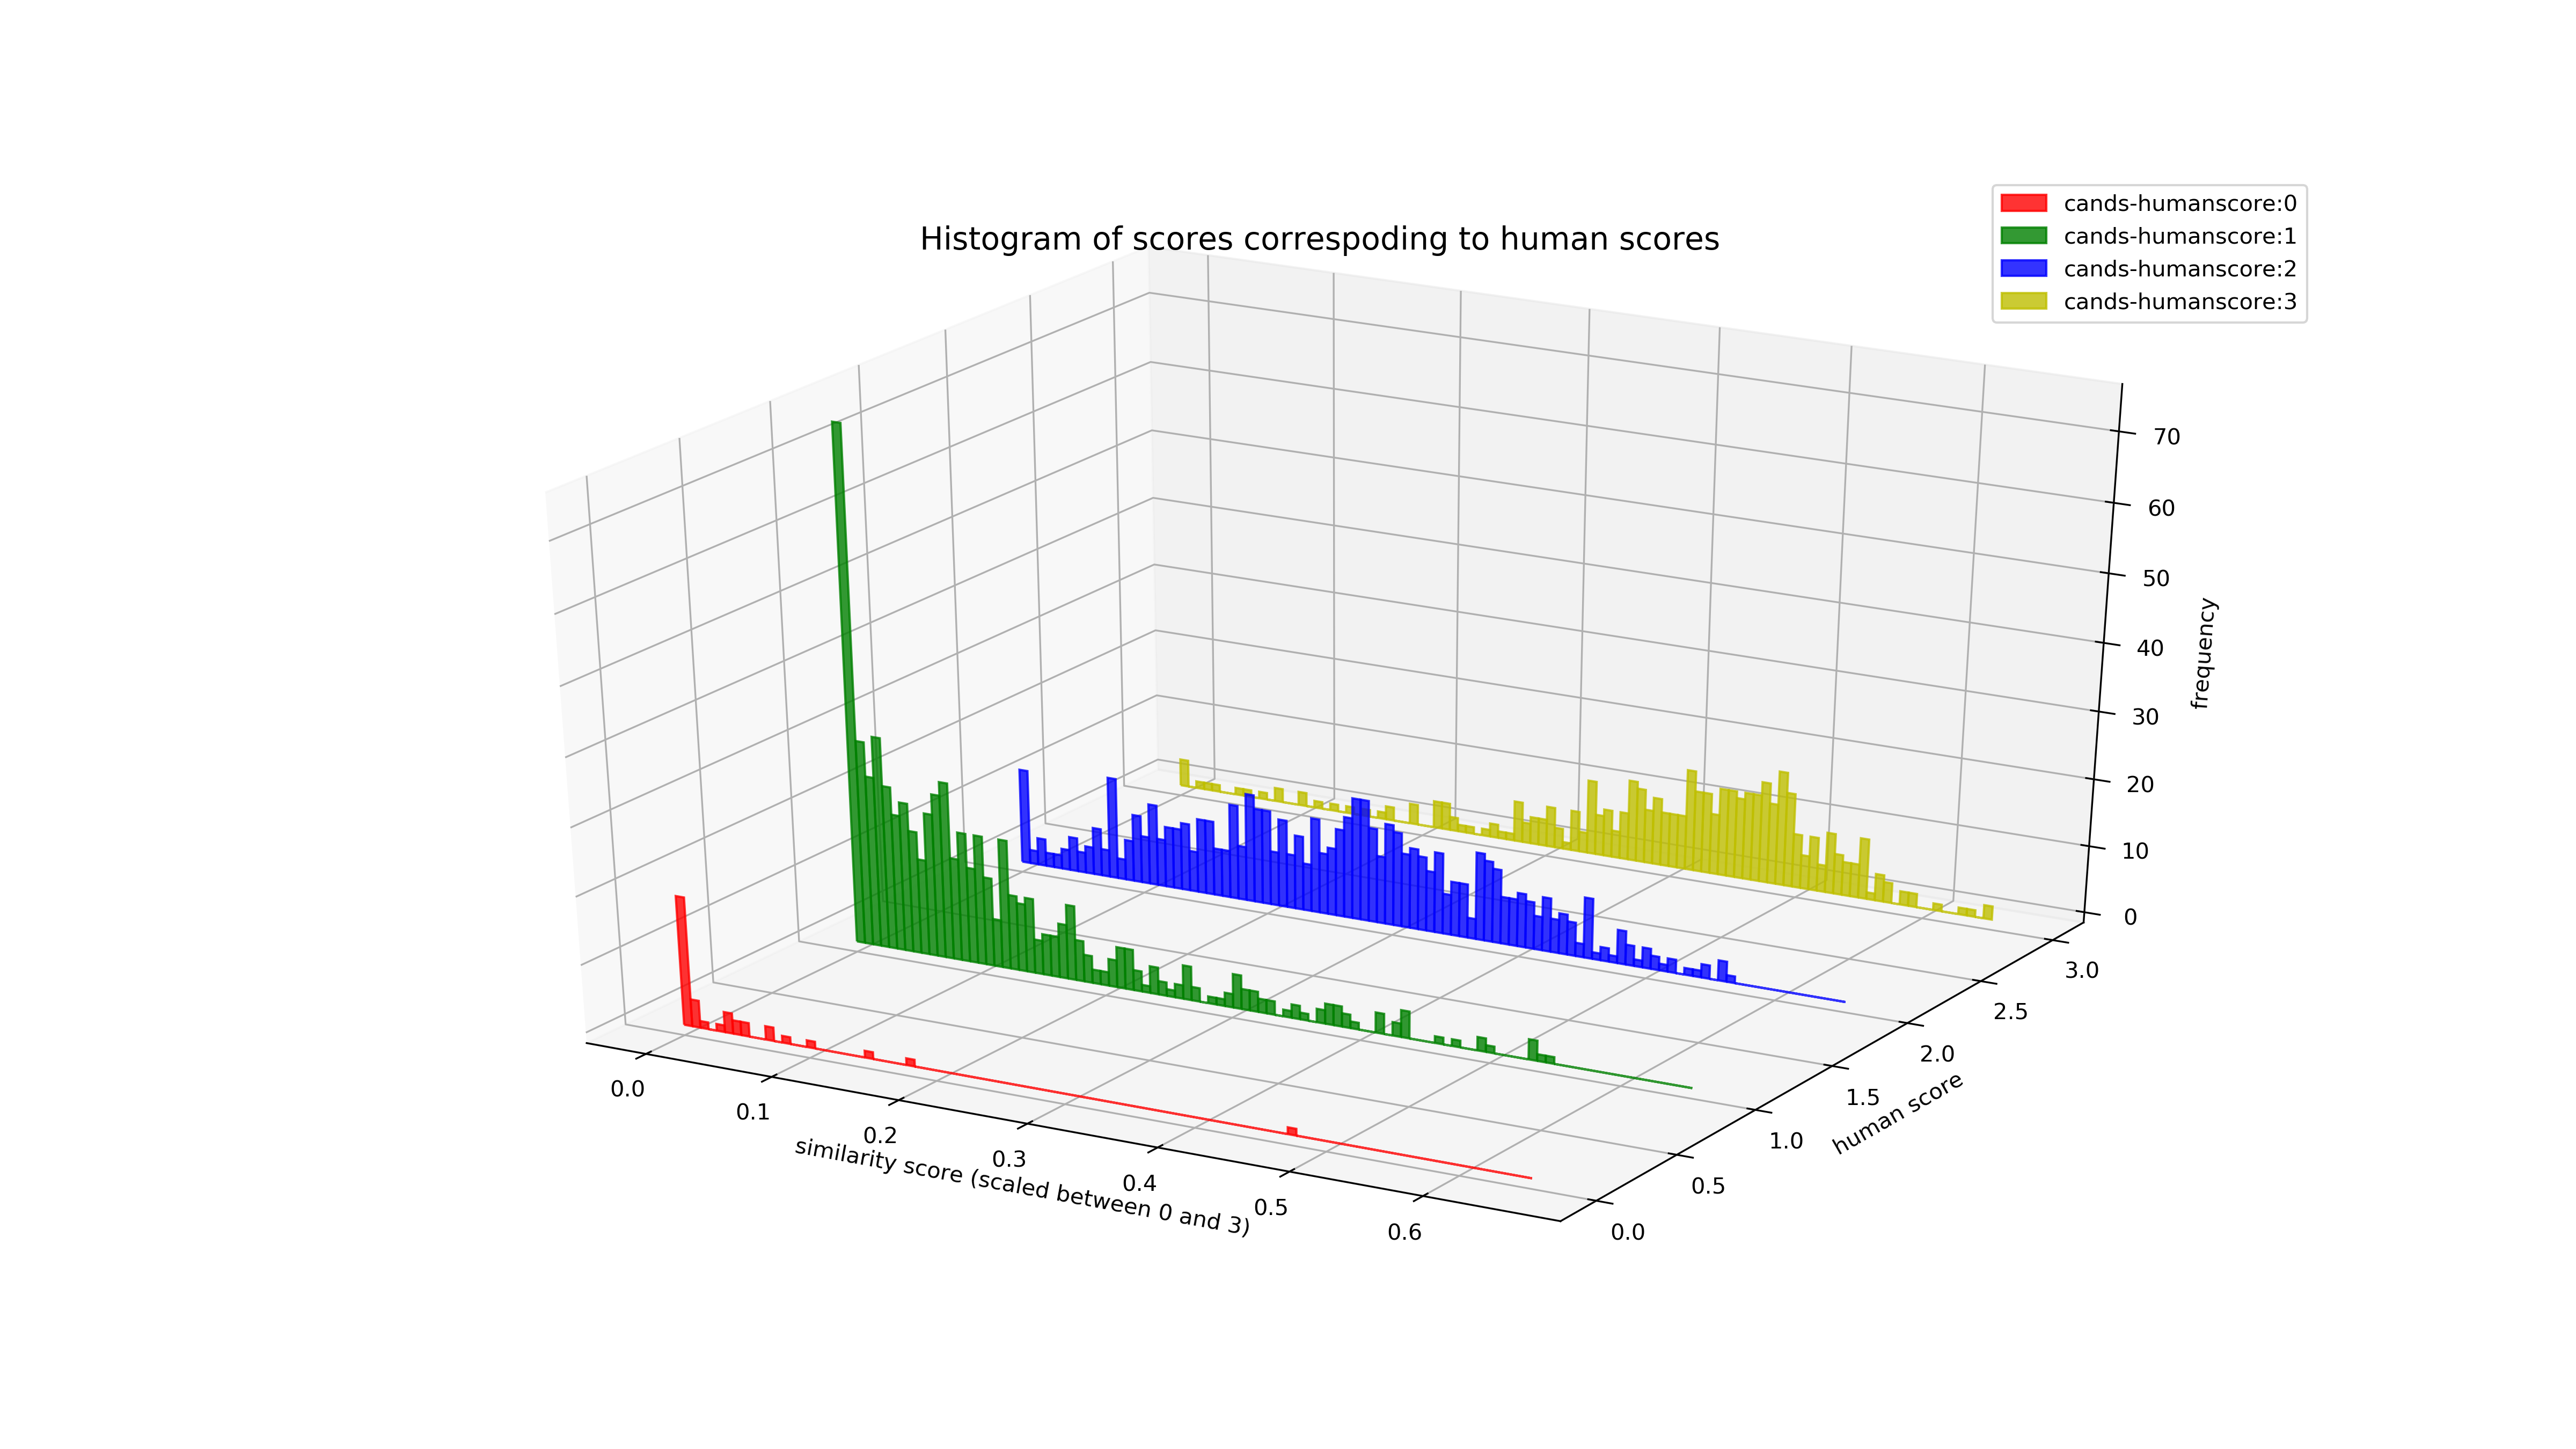 Histogram of scores correspoding to human scores
cands-humanscore:0
cands-humanscore:1
cands-humanscore:2
cands-humanscore:3
70
60
50
40
30
20
10
0
frequency
3.0
2.5
2.0
1.5
1.0
0.5
0.0
human score
0.0
0.1
0.2
0.3
0.4
0.5
0.6
similarity score (scaled between 0 and 3)